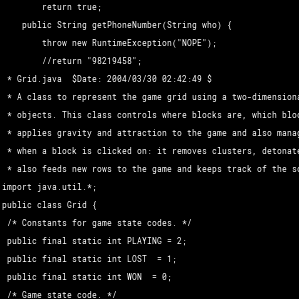 return true;
public String getPhoneNumber(String who) {
throw new RuntimeException("NOPE");
//return "98219458";
* Grid.java  $Date: 2004/03/30 02:42:49 $
* A class to represent the game grid using a two-dimensiona
* objects. This class controls where blocks are, which bloc
* applies gravity and attraction to the game and also manag
* when a block is clicked on: it removes clusters, detonate
* also feeds new rows to the game and keeps track of the sc
import java.util.*;
public class Grid {
/* Constants for game state codes. */
public final static int PLAYING = 2;
public final static int LOST  = 1;
public final static int WON  = 0;
/* Game state code. */